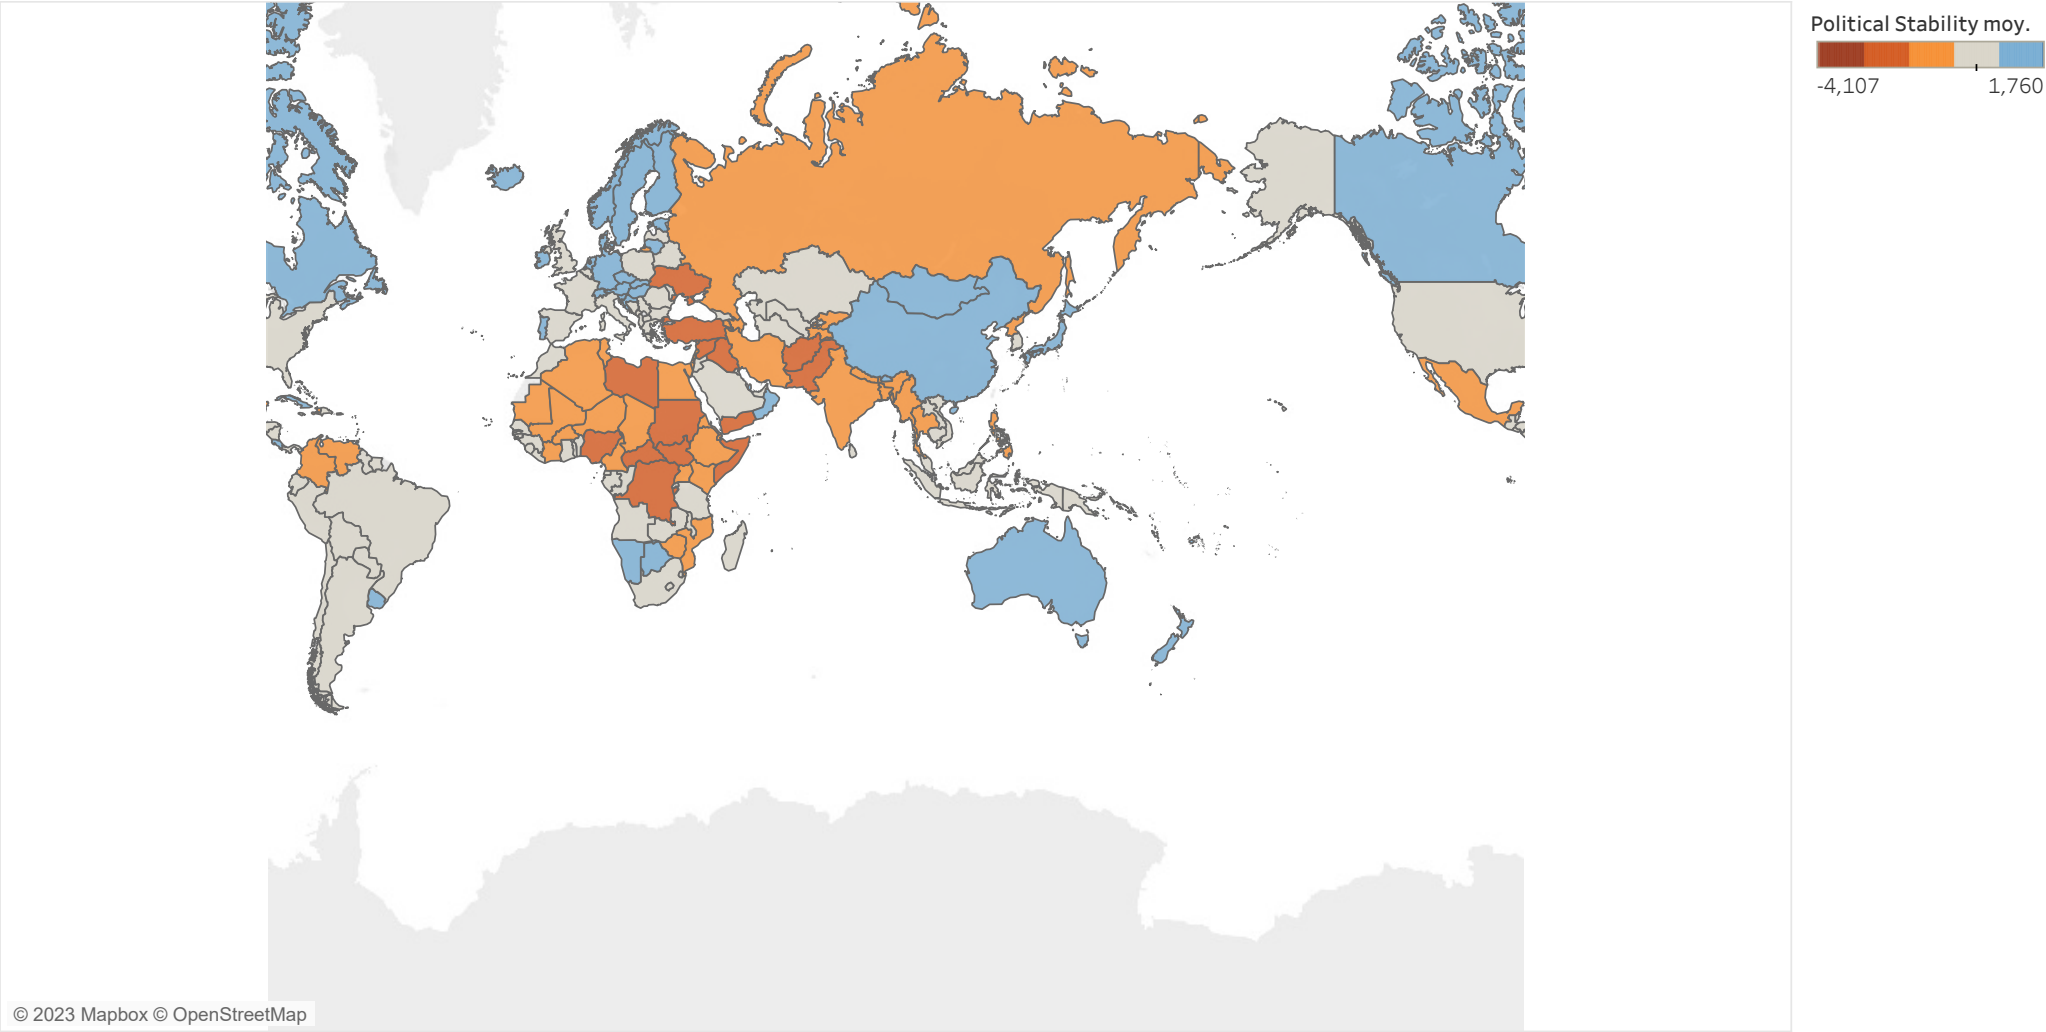 Political Stability moy.
-4,107 1,760
© 2023 Mapbox © OpenStreetMap